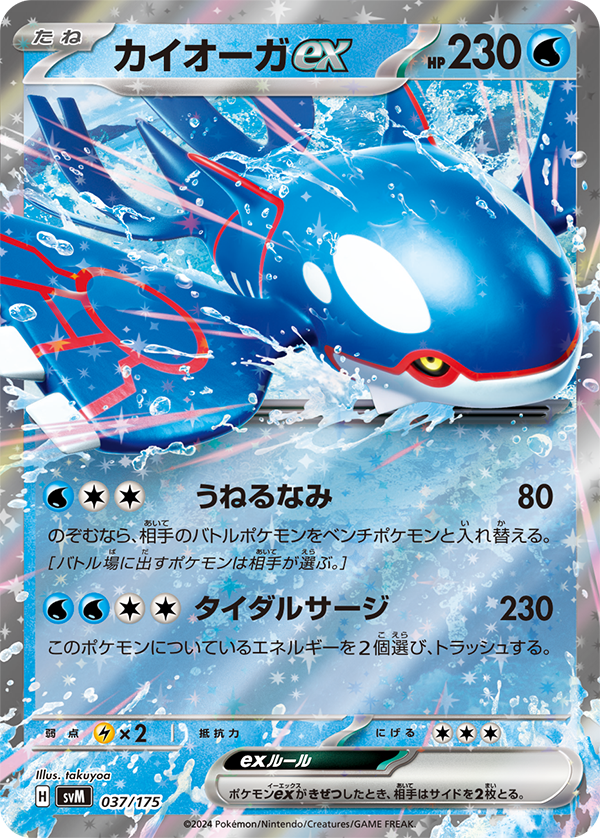 たね
カイオーガex
HP 230
うねるなみ 80
のぞむなら、相手のバトルポケモンをベンチポケモンと入れ替える。
[バトル場に出すポケモンは相手が選ぶ。]
タイダルサージ 230
このポケモンについているエネルギーを2個選び、トラッシュする。
弱点 ×2 抵抗力 にげる
exルール
ポケモンexがきぜつしたとき、相手はサイドを2枚とる。
Illus. takuyoa
H svM 037/175
©2024 Pokémon/Nintendo/Creatures/GAME FREAK.